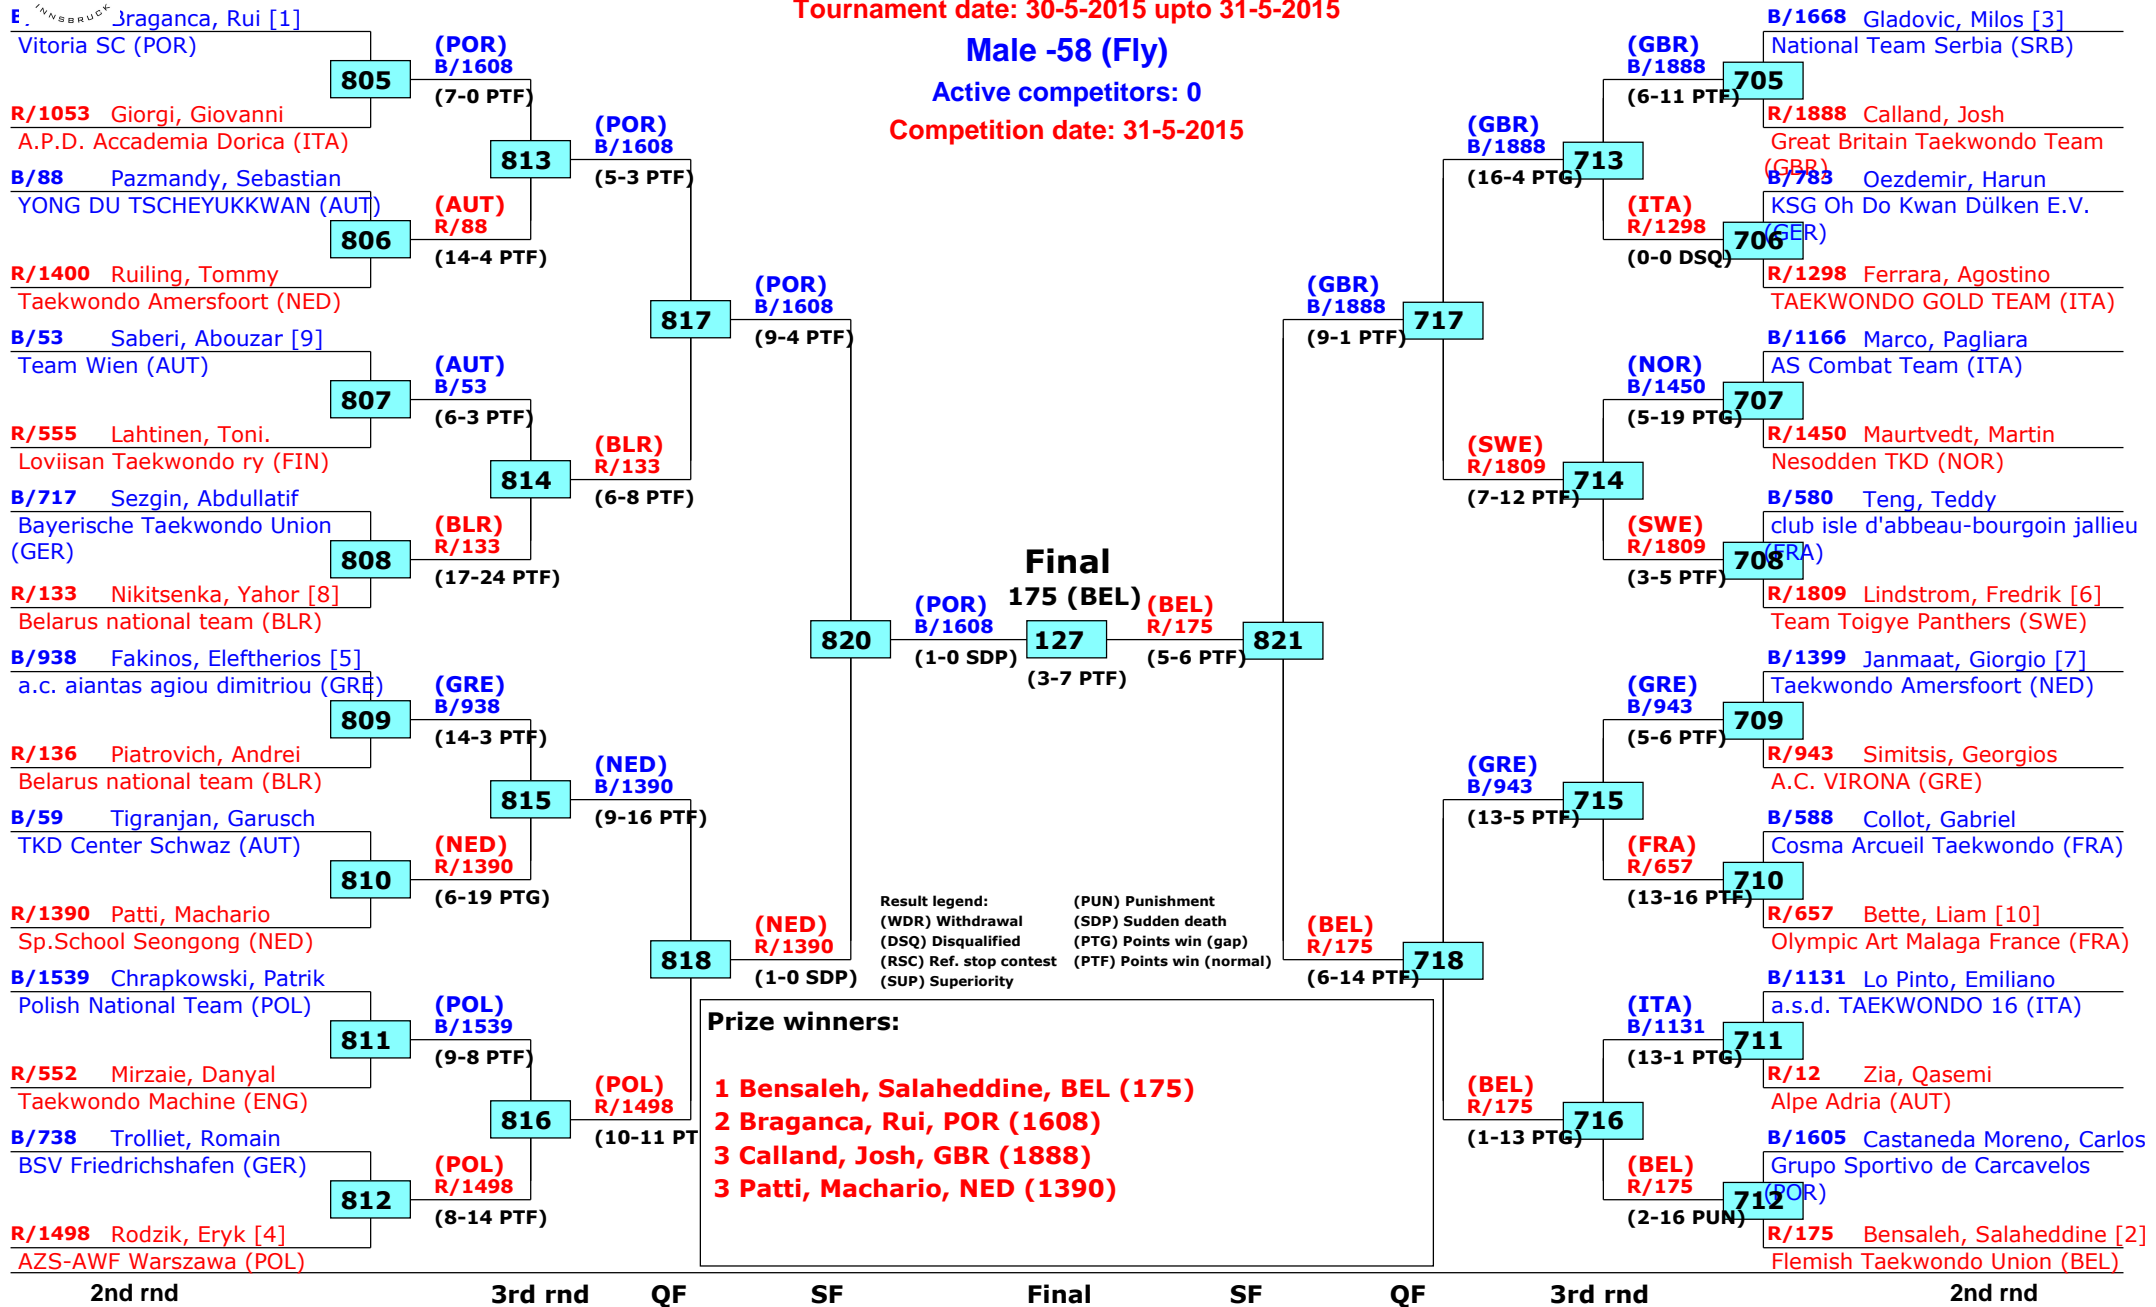 INNSBRUCK
Tournament date: 30-5-2015 upto 31-5-2015
Male -58 (Fly)
Active competitors: 0
Competition date: 31-5-2015
Braganca, Rui [1]
Vitoria SC (POR)
805
R/1053 Giorgi, Giovanni
A.P.D. Accademia Dorica (ITA)
B/88 Pazmandy, Sebastian
YONG DU TSCHEYUKKWAN (AUT)
806
R/1400 Ruiling, Tommy
Taekwondo Amersfoort (NED)
B/53 Saberi, Abouzar [9]
Team Wien (AUT)
807
R/555 Lahtinen, Toni.
Loviisan Taekwondo ry (FIN)
B/717 Sezgin, Abdullatif
Bayerische Taekwondo Union
(GER)
808
R/133 Nikitsenka, Yahor [8]
Belarus national team (BLR)
B/938 Fakinos, Eleftherios [5]
a.c. aiantas agiou dimitriou (GRE)
809
R/136 Piatrovich, Andrei
Belarus national team (BLR)
B/59 Tigranjan, Garusch
TKD Center Schwaz (AUT)
810
R/1390 Patti, Machario
Sp.School Seongong (NED)
B/1539 Chrapkowski, Patrik
Polish National Team (POL)
811
R/552 Mirzaie, Danyal
Taekwondo Machine (ENG)
B/738 Trolliet, Romain
BSV Friedrichshafen (GER)
812
R/1498 Rodzik, Eryk [4]
AZS-AWF Warszawa (POL)
(POR)
B/1608
(7-0 PTF)
813
(AUT)
R/88
(14-4 PTF)
(AUT)
B/53
(6-3 PTF)
814
(BLR)
R/133
(17-24 PTF)
(GRE)
B/938
(14-3 PTF)
815
(NED)
R/1390
(6-19 PTG)
(POL)
B/1539
(9-8 PTF)
816
(POL)
R/1498
(8-14 PTF)
(POR)
B/1608
(5-3 PTF)
817
(BLR)
R/133
(6-8 PTF)
(NED)
B/1390
(9-16 PTF)
818
(POL)
R/1498
(10-11 PT
(POR)
B/1608
(9-4 PTF)
820
(NED)
R/1390
(1-0 SDP)
Final
175 (BEL)
(POR)
B/1608
(1-0 SDP)
127
(3-7 PTF)
(BEL)
R/175
(5-6 PTF)
821
(GBR)
B/1888
(9-1 PTF)
717
(BEL)
R/175
(6-14 PTF)
718
(GBR)
B/1888
(16-4 PTG)
713
(SWE)
R/1809
(7-12 PTF)
714
(GRE)
B/943
(13-5 PTF)
715
(BEL)
R/175
(1-13 PTG)
716
(GBR)
B/1888
(6-11 PTF)
705
(ITA)
R/1298
(0-0 DSQ)
706
(NOR)
B/1450
(5-19 PTG)
707
(SWE)
R/1809
(3-5 PTF)
708
(GRE)
B/943
(5-6 PTF)
709
(FRA)
R/657
(13-16 PTF)
710
(ITA)
B/1131
(13-1 PTG)
711
(BEL)
R/175
(2-16 PUN)
712
B/1668 Gladovic, Milos [3]
National Team Serbia (SRB)
R/1888 Calland, Josh
Great Britain Taekwondo Team
(GBR)
B/783 Oezdemir, Harun
KSG Oh Do Kwan Dülken E.V.
(GER)
R/1298 Ferrara, Agostino
TAEKWONDO GOLD TEAM (ITA)
B/1166 Marco, Pagliara
AS Combat Team (ITA)
R/1450 Maurtvedt, Martin
Nesodden TKD (NOR)
B/580 Teng, Teddy
club isle d'abbeau-bourgoin jallieu
(FRA)
R/1809 Lindstrom, Fredrik [6]
Team Toigye Panthers (SWE)
B/1399 Janmaat, Giorgio [7]
Taekwondo Amersfoort (NED)
R/943 Simitsis, Georgios
A.C. VIRONA (GRE)
B/588 Collot, Gabriel
Cosma Arcueil Taekwondo (FRA)
R/657 Bette, Liam [10]
Olympic Art Malaga France (FRA)
B/1131 Lo Pinto, Emiliano
a.s.d. TAEKWONDO 16 (ITA)
R/12 Zia, Qasemi
Alpe Adria (AUT)
B/1605 Castaneda Moreno, Carlos
Grupo Sportivo de Carcavelos
(POR)
R/175 Bensaleh, Salaheddine [2]
Flemish Taekwondo Union (BEL)
Result legend: (PUN) Punishment
(WDR) Withdrawal (SDP) Sudden death
(DSQ) Disqualified (PTG) Points win (gap)
(RSC) Ref. stop contest (PTF) Points win (normal)
(SUP) Superiority
Prize winners:
1 Bensaleh, Salaheddine, BEL (175)
2 Braganca, Rui, POR (1608)
3 Calland, Josh, GBR (1888)
3 Patti, Machario, NED (1390)
2nd rnd 3rd rnd QF SF Final SF QF 3rd rnd 2nd rnd